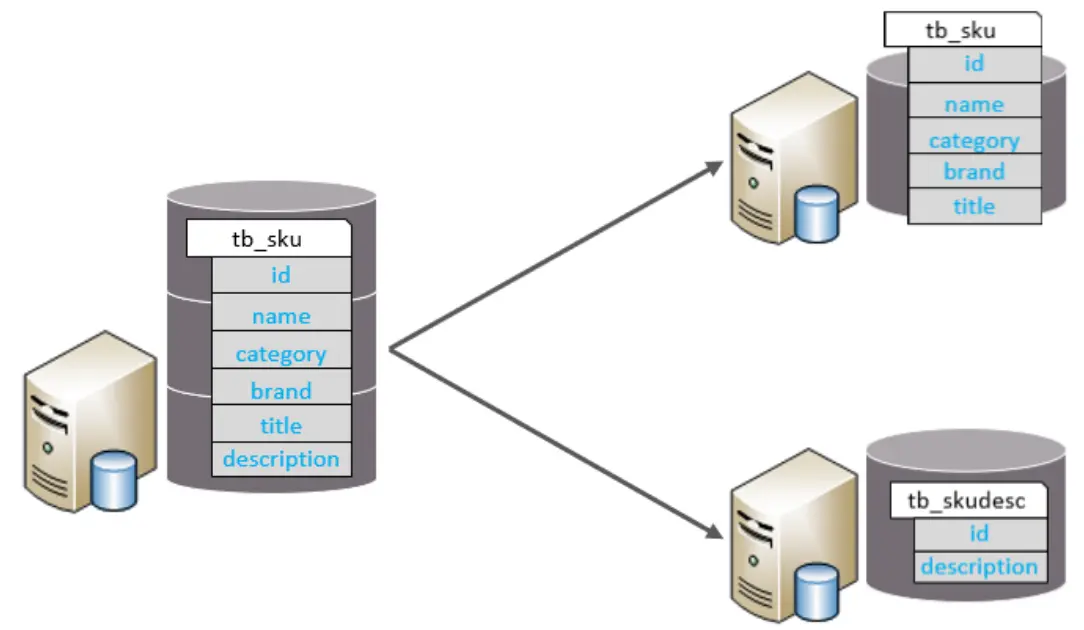 tb_sku
id
name
category
brand
title
description
tb_sku
id
name
category
brand
title
tb_skudesc
id
description